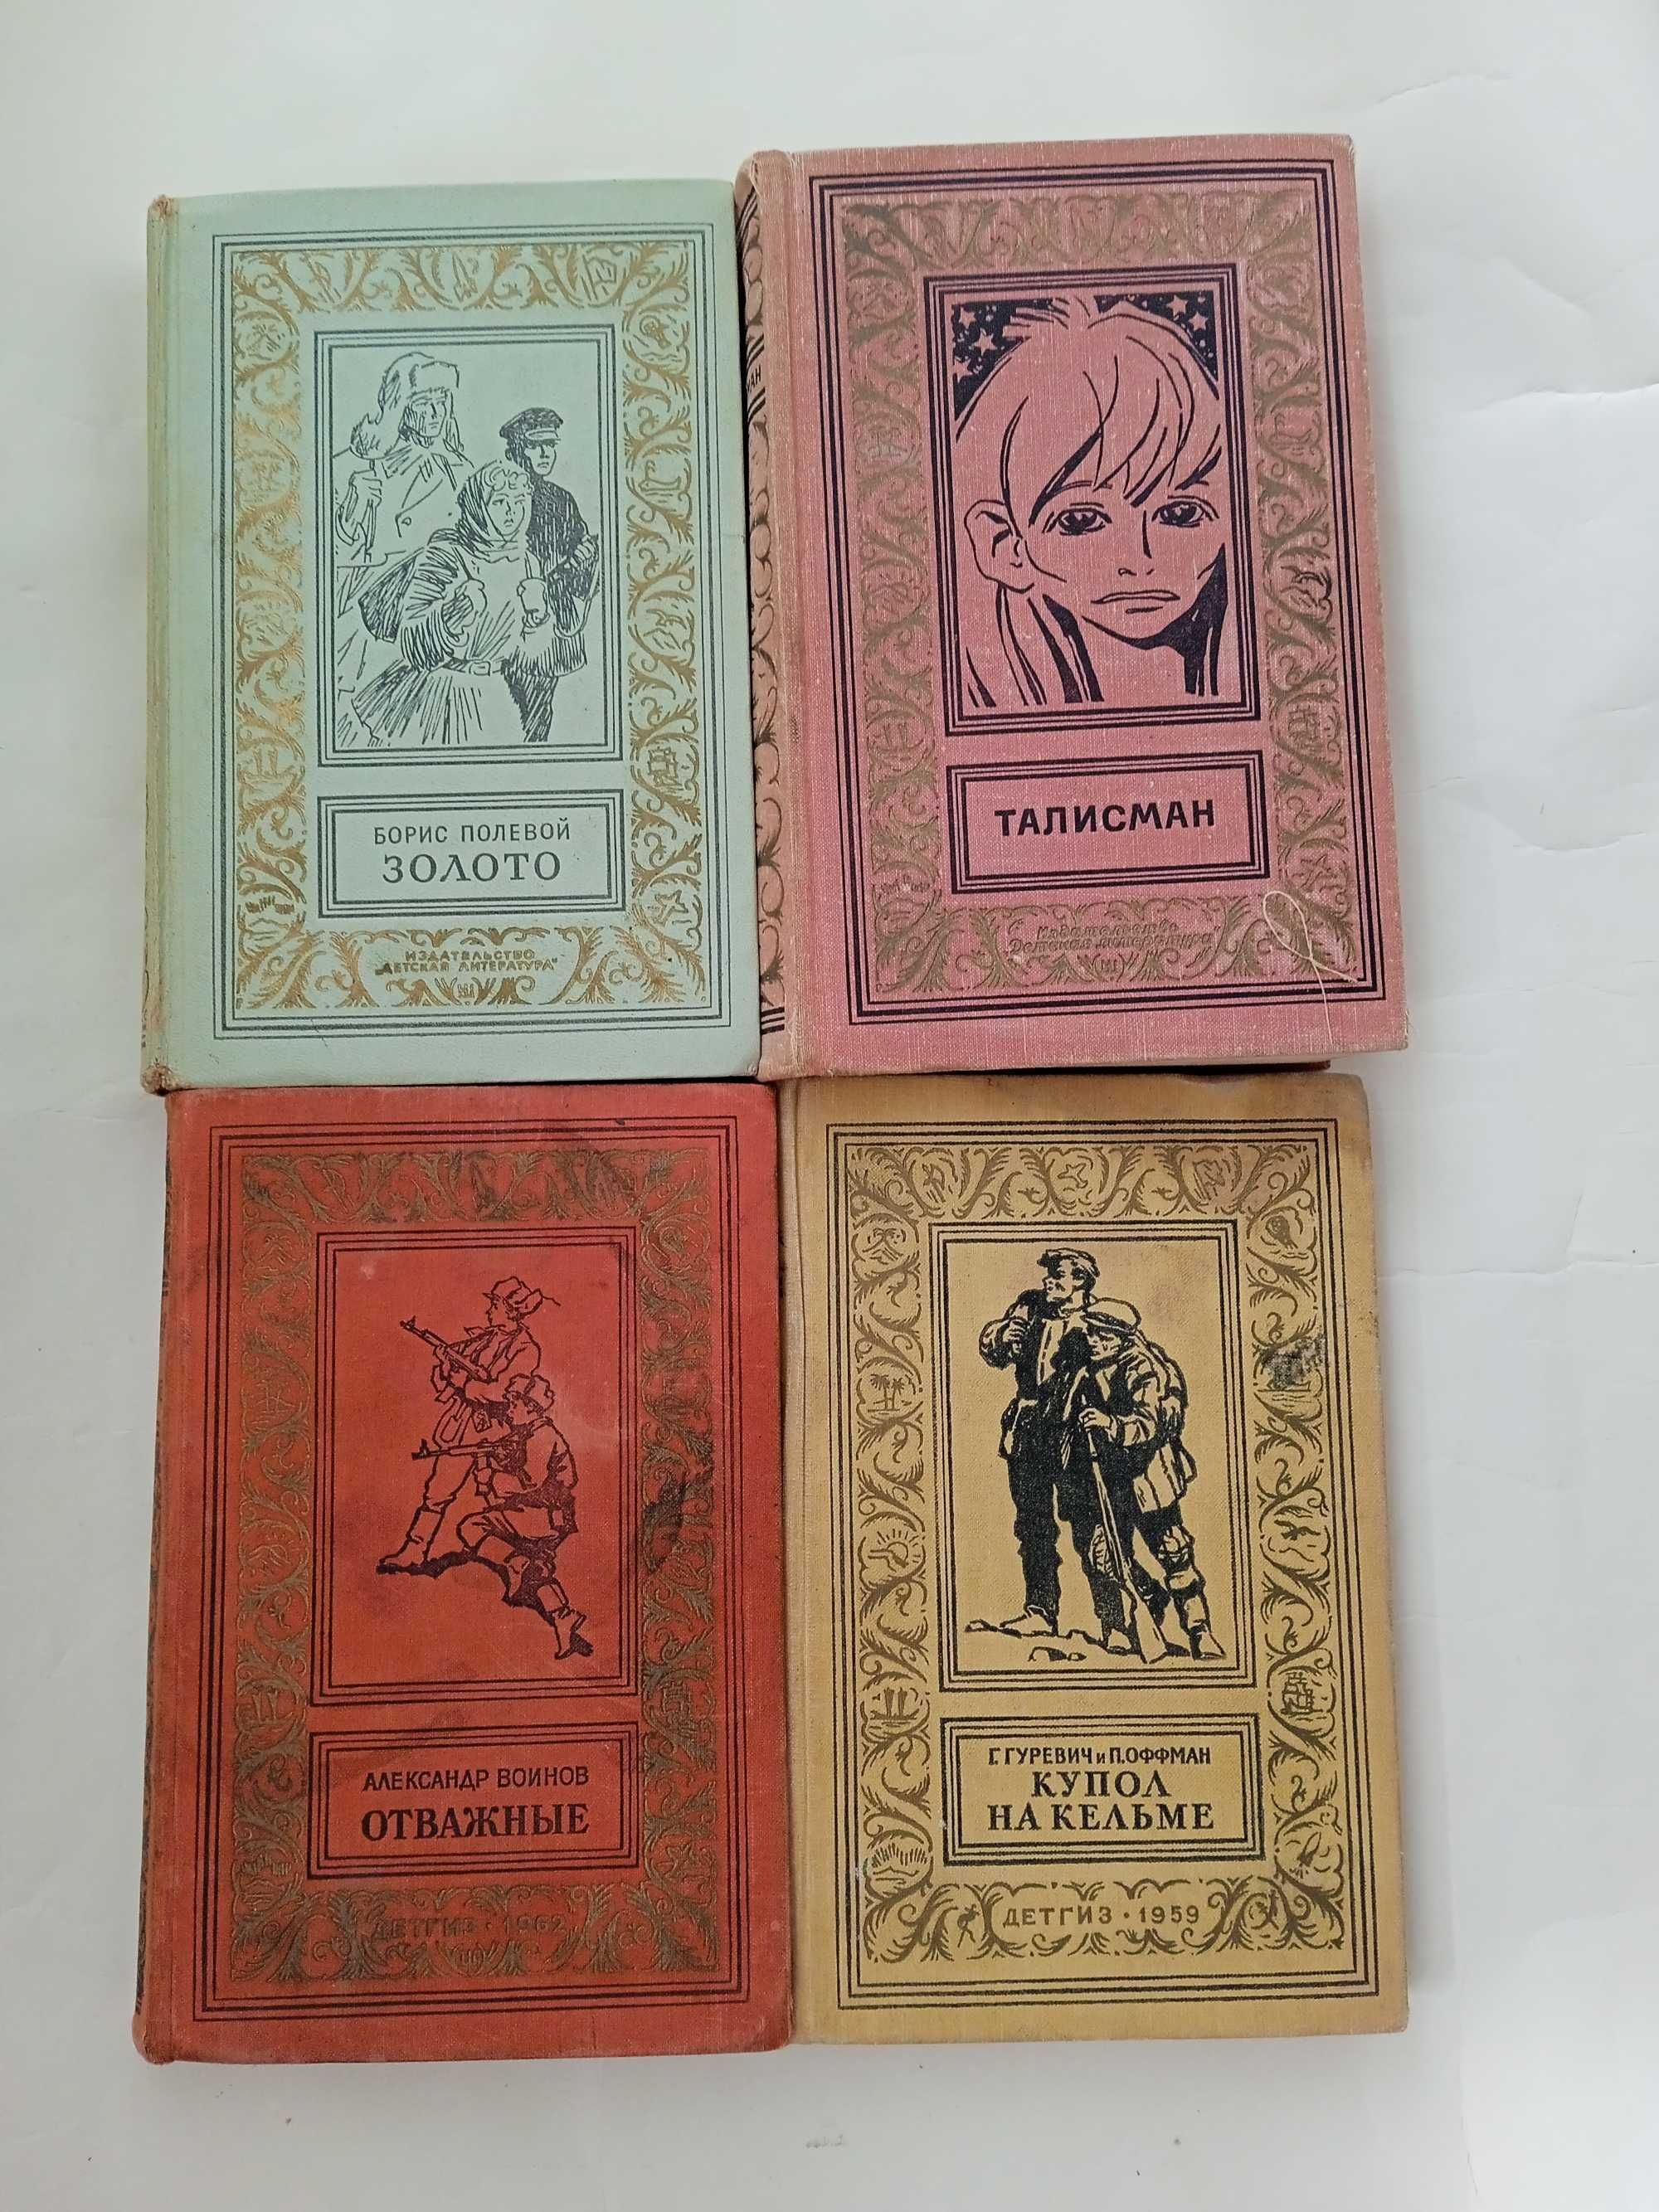 БОРИС ПОЛЕВОЙ
ЗОЛОТО
ИЗДАТЕЛЬСТВО
„ДЕТСКАЯ ЛИТЕРАТУРА"
ТАЛИСМАН
Издательство
„Детская литература"
АЛЕКСАНДР ВОИНОВ
ОТВАЖНЫЕ
ДЕТГИЗ · 1962
Г. ГУРЕВИЧ и П. ОФФМАН
КУПОЛ
НА КЕЛЬМЕ
ДЕТГИЗ · 1959